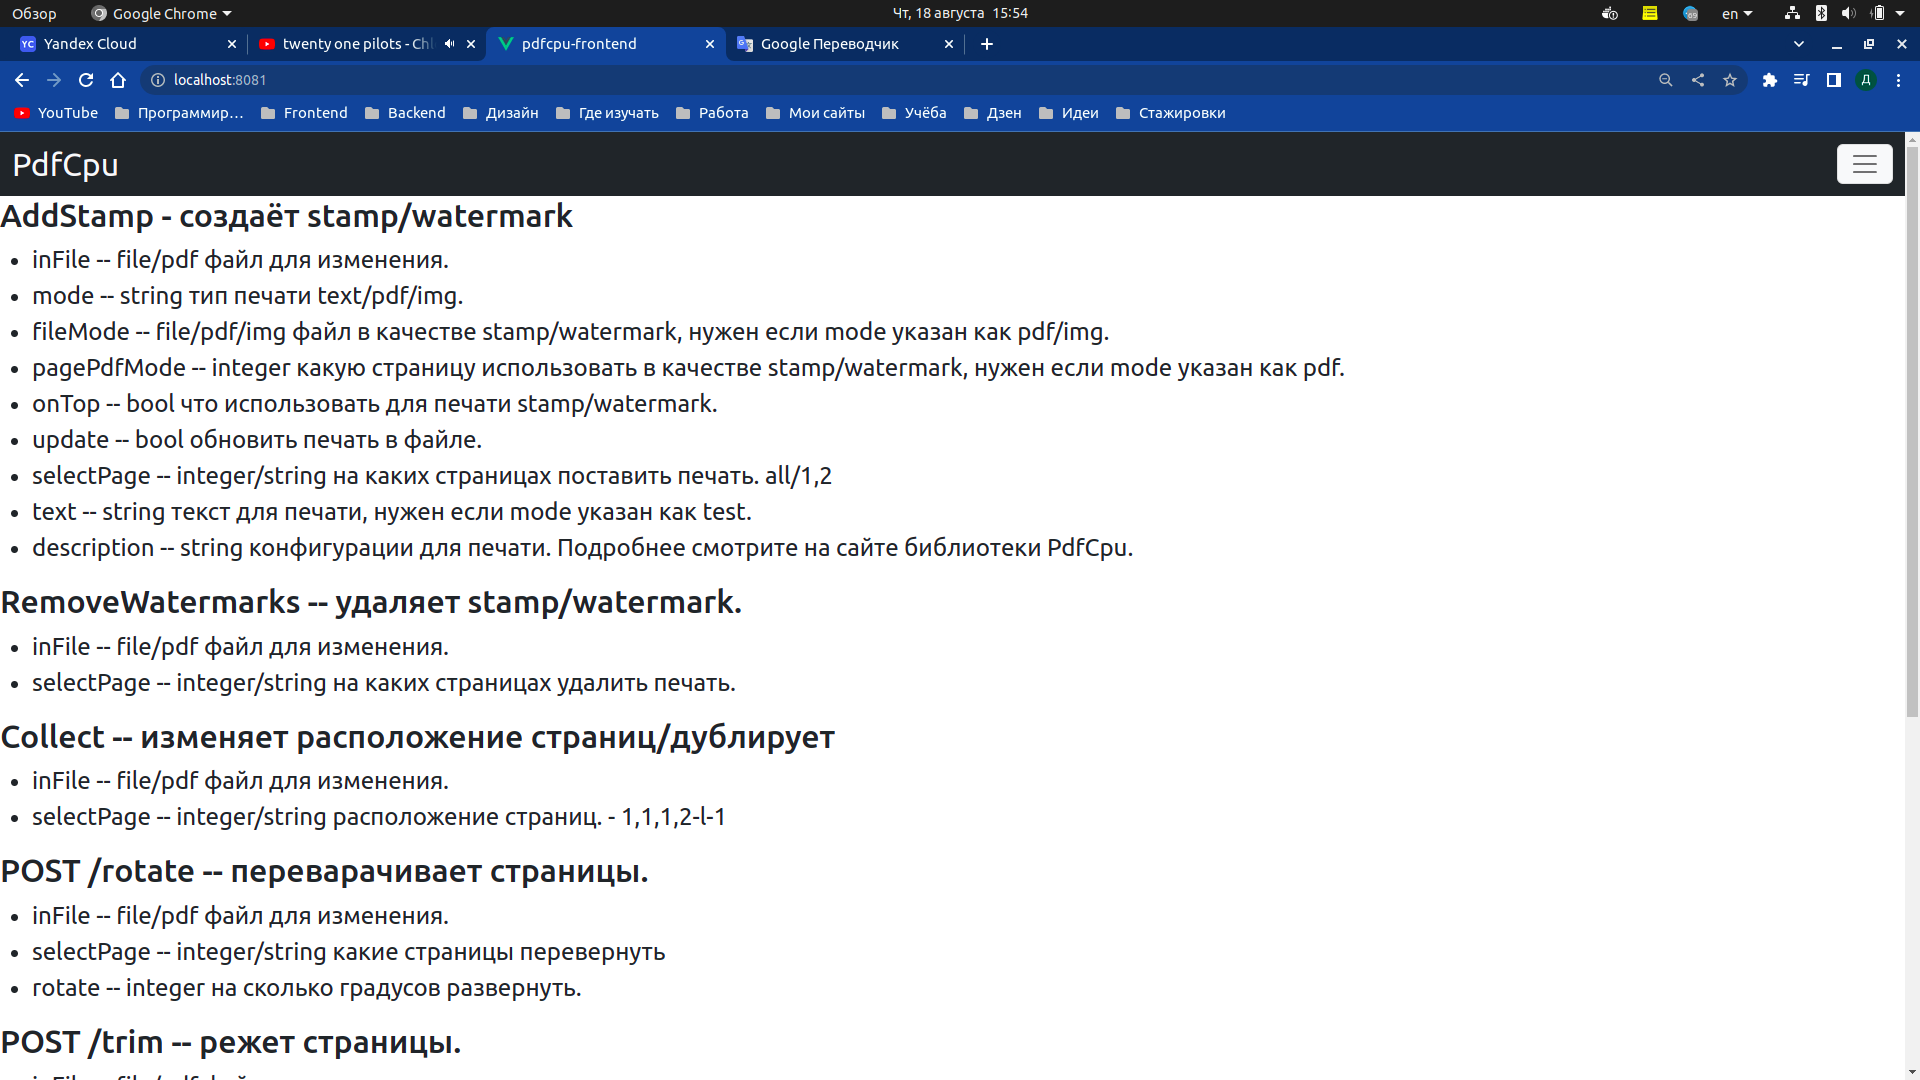 Обзор
Google Chrome
Чт, 18 августа 15:54
en
YC Yandex Cloud
twenty one pilots - Chl
pdfcpu-frontend
Google Переводчик
localhost:8081
Д
YouTube
Программир…
Frontend
Backend
Дизайн
Где изучать
Работа
Мои сайты
Учёба
Дзен
Идеи
Стажировки
PdfCpu
AddStamp - создаёт stamp/watermark
inFile -- file/pdf файл для изменения.
mode -- string тип печати text/pdf/img.
fileMode -- file/pdf/img файл в качестве stamp/watermark, нужен если mode указан как pdf/img.
pagePdfMode -- integer какую страницу использовать в качестве stamp/watermark, нужен если mode указан как pdf.
onTop -- bool что использовать для печати stamp/watermark.
update -- bool обновить печать в файле.
selectPage -- integer/string на каких страницах поставить печать. all/1,2
text -- string текст для печати, нужен если mode указан как test.
description -- string конфигурации для печати. Подробнее смотрите на сайте библиотеки PdfCpu.
RemoveWatermarks -- удаляет stamp/watermark.
inFile -- file/pdf файл для изменения.
selectPage -- integer/string на каких страницах удалить печать.
Collect -- изменяет расположение страниц/дублирует
inFile -- file/pdf файл для изменения.
selectPage -- integer/string расположение страниц. - 1,1,1,2-l-1
POST /rotate -- переварачивает страницы.
inFile -- file/pdf файл для изменения.
selectPage -- integer/string какие страницы перевернуть
rotate -- integer на сколько градусов развернуть.
POST /trim -- режет страницы.